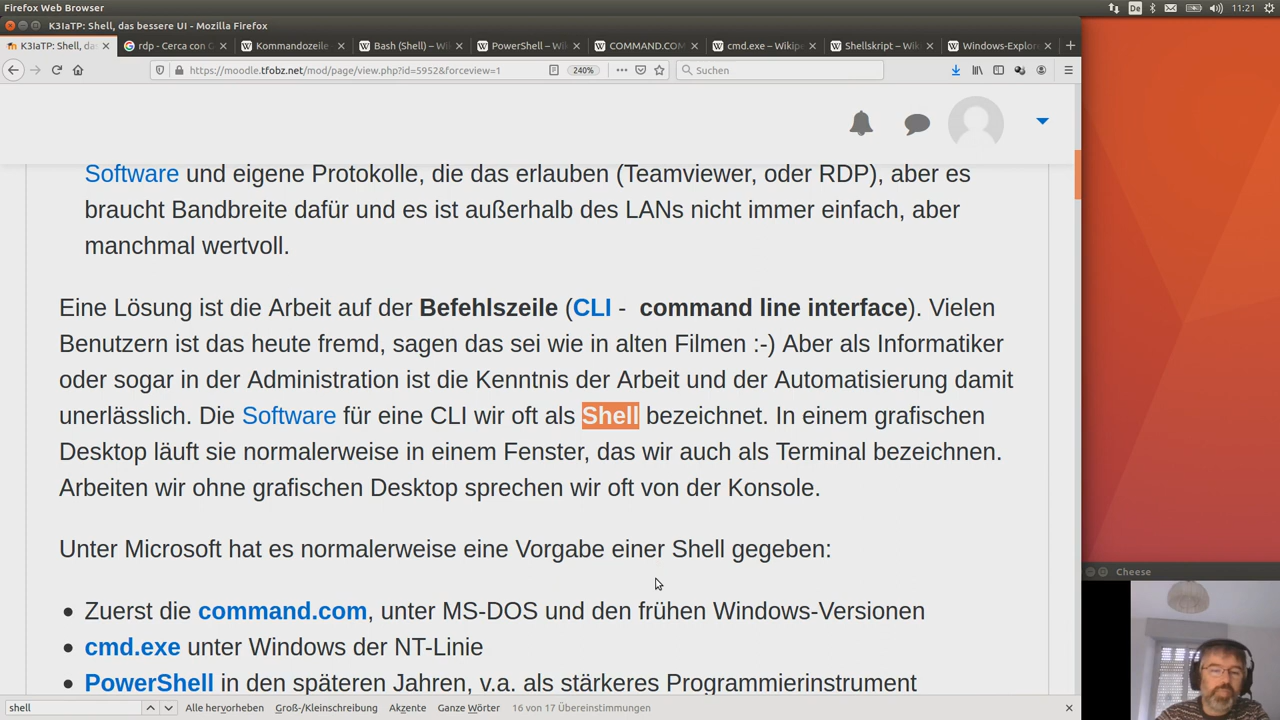 Firefox Web Browser
De
11:21
K3IaTP: Shell, das bessere UI - Mozilla Firefox
K3IaTP: Shell, da
rdp - Cerca con G
Kommandozeile
Bash (Shell) – Wi
PowerShell – Wi
COMMAND.COM
cmd.exe – Wikip
Shellskript – Wiki
Windows-Explor
https://moodle.tfobz.net/mod/page/view.php?id=5952&forceview=1
240%
Suchen
Software und eigene Protokolle, die das erlauben (Teamviewer, oder RDP), aber es
braucht Bandbreite dafür und es ist außerhalb des LANs nicht immer einfach, aber
manchmal wertvoll.
Eine Lösung ist die Arbeit auf der Befehlszeile (CLI - command line interface). Vielen
Benutzern ist das heute fremd, sagen das sei wie in alten Filmen :-) Aber als Informatiker
oder sogar in der Administration ist die Kenntnis der Arbeit und der Automatisierung damit
unerlässlich. Die Software für eine CLI wir oft als Shell bezeichnet. In einem grafischen
Desktop läuft sie normalerweise in einem Fenster, das wir auch als Terminal bezeichnen.
Arbeiten wir ohne grafischen Desktop sprechen wir oft von der Konsole.
Unter Microsoft hat es normalerweise eine Vorgabe einer Shell gegeben:
Cheese
• Zuerst die command.com, unter MS-DOS und den frühen Windows-Versionen
• cmd.exe unter Windows der NT-Linie
• PowerShell in den späteren Jahren, v.a. als stärkeres Programmierinstrument
shell
Alle hervorheben
Groß-/Kleinschreibung
Akzente
Ganze Wörter
16 von 17 Übereinstimmungen